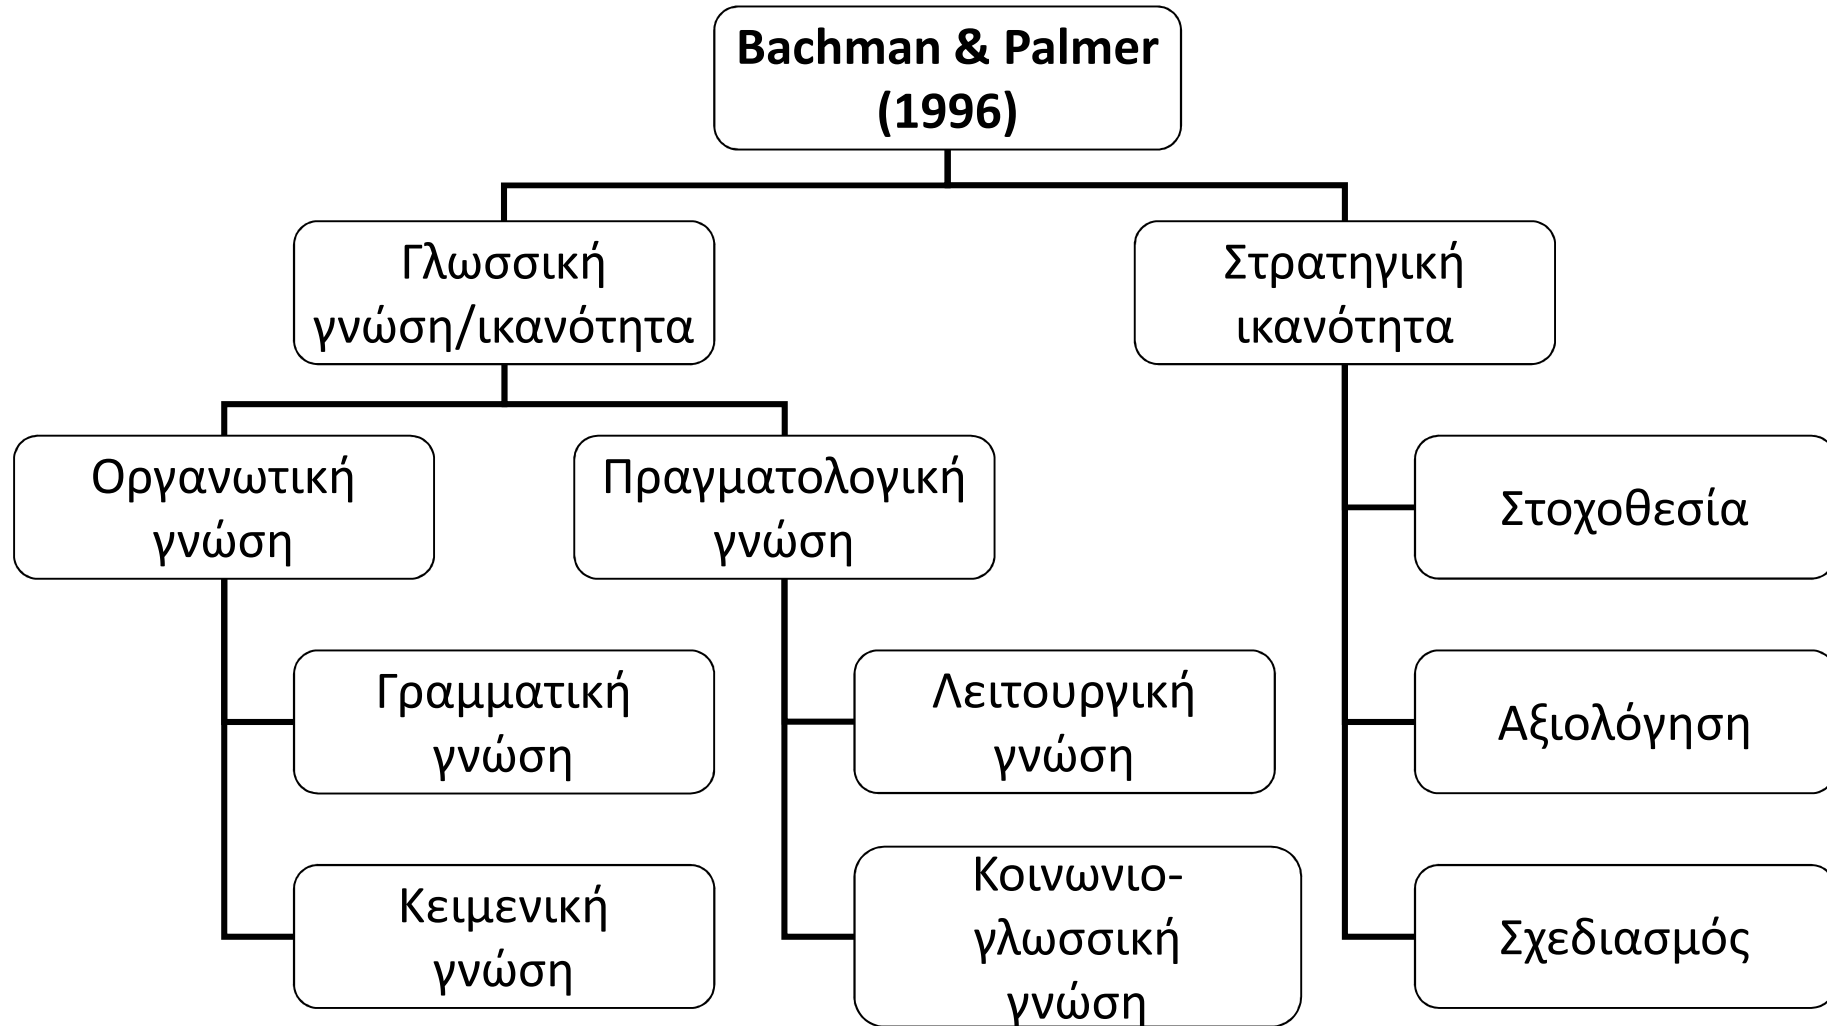 Bachman & Palmer
(1996)
Γλωσσική
γνώση/ικανότητα
Στρατηγική
ικανότητα
Οργανωτική
γνώση
Πραγματολογική
γνώση
Στοχοθεσία
Γραμματική
γνώση
Λειτουργική
γνώση
Αξιολόγηση
Κειμενική
γνώση
Κοινωνιο-
γλωσσική
γνώση
Σχεδιασμός